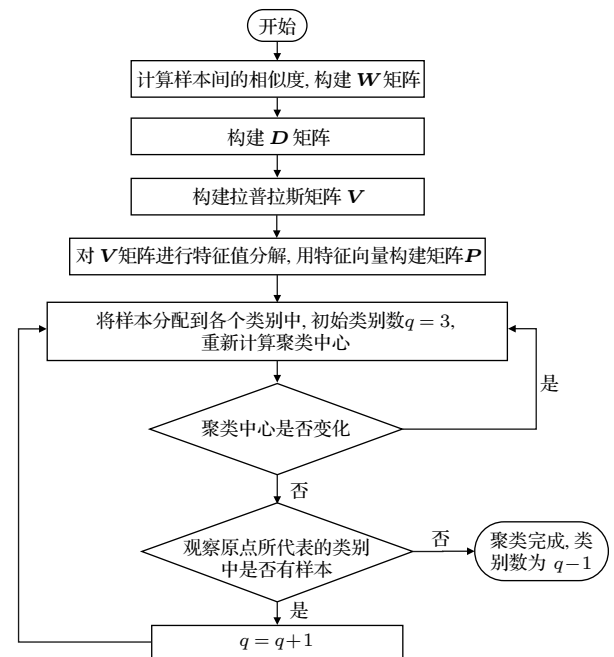 开始
计算样本间的相似度, 构建 W 矩阵
构建 D 矩阵
构建拉普拉斯矩阵 V
对 V 矩阵进行特征值分解, 用特征向量构建矩阵P
将样本分配到各个类别中, 初始类别数q = 3,
重新计算聚类中心
是
聚类中心是否变化
否
观察原点所代表的类别
中是否有样本
否
聚类完成, 类
别数为 q−1
是
q = q+1